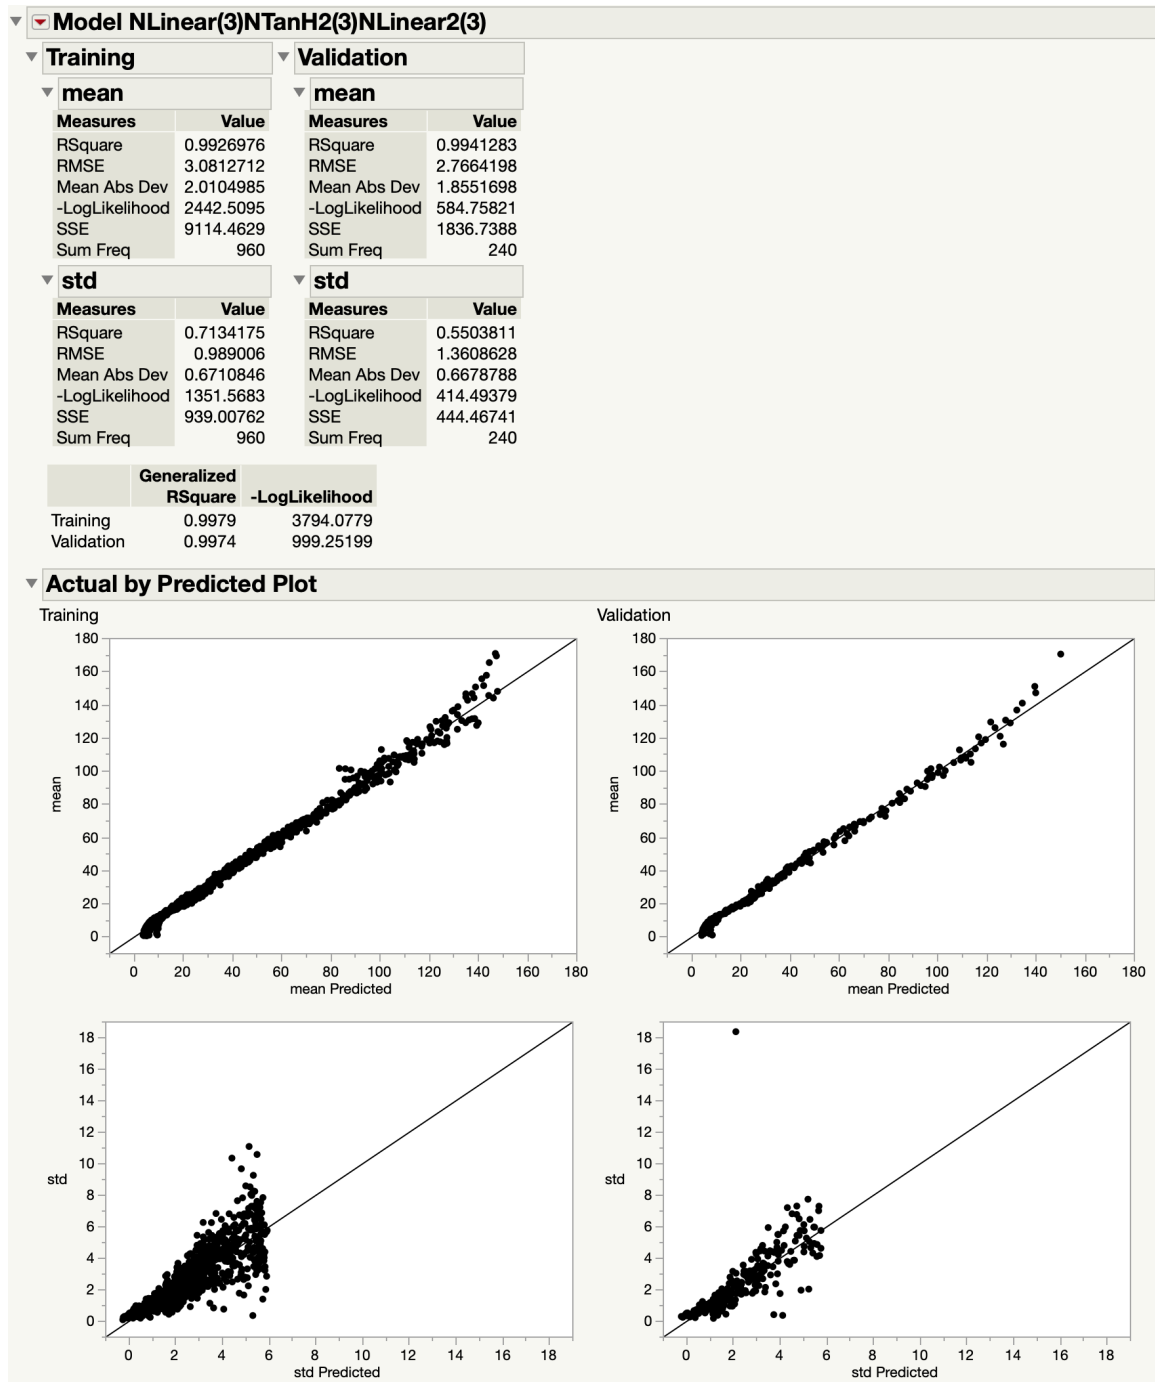 Model NLinear(3)NTanH2(3)NLinear2(3)
Training
mean
Measures Value
RSquare 0.9926976
RMSE 3.0812712
Mean Abs Dev 2.0104985
-LogLikelihood 2442.5095
SSE 9114.4629
Sum Freq 960
std
Measures Value
RSquare 0.7134175
RMSE 0.989006
Mean Abs Dev 0.6710846
-LogLikelihood 1351.5683
SSE 939.00762
Sum Freq 960
Validation
mean
Measures Value
RSquare 0.9941283
RMSE 2.7664198
Mean Abs Dev 1.8551698
-LogLikelihood 584.75821
SSE 1836.7388
Sum Freq 240
std
Measures Value
RSquare 0.5503811
RMSE 1.3608628
Mean Abs Dev 0.6678788
-LogLikelihood 414.49379
SSE 444.46741
Sum Freq 240
Generalized
RSquare -LogLikelihood
Training 0.9979 3794.0779
Validation 0.9974 999.25199
Actual by Predicted Plot
Training
180
160
140
120
100
80
60
40
20
0
mean
0 20 40 60 80 100 120 140 160 180
mean Predicted
Validation
180
160
140
120
100
80
60
40
20
0
mean
0 20 40 60 80 100 120 140 160 180
mean Predicted
18
16
14
12
10
8
6
4
2
0
std
0 2 4 6 8 10 12 14 16 18
std Predicted
18
16
14
12
10
8
6
4
2
0
std
0 2 4 6 8 10 12 14 16 18
std Predicted